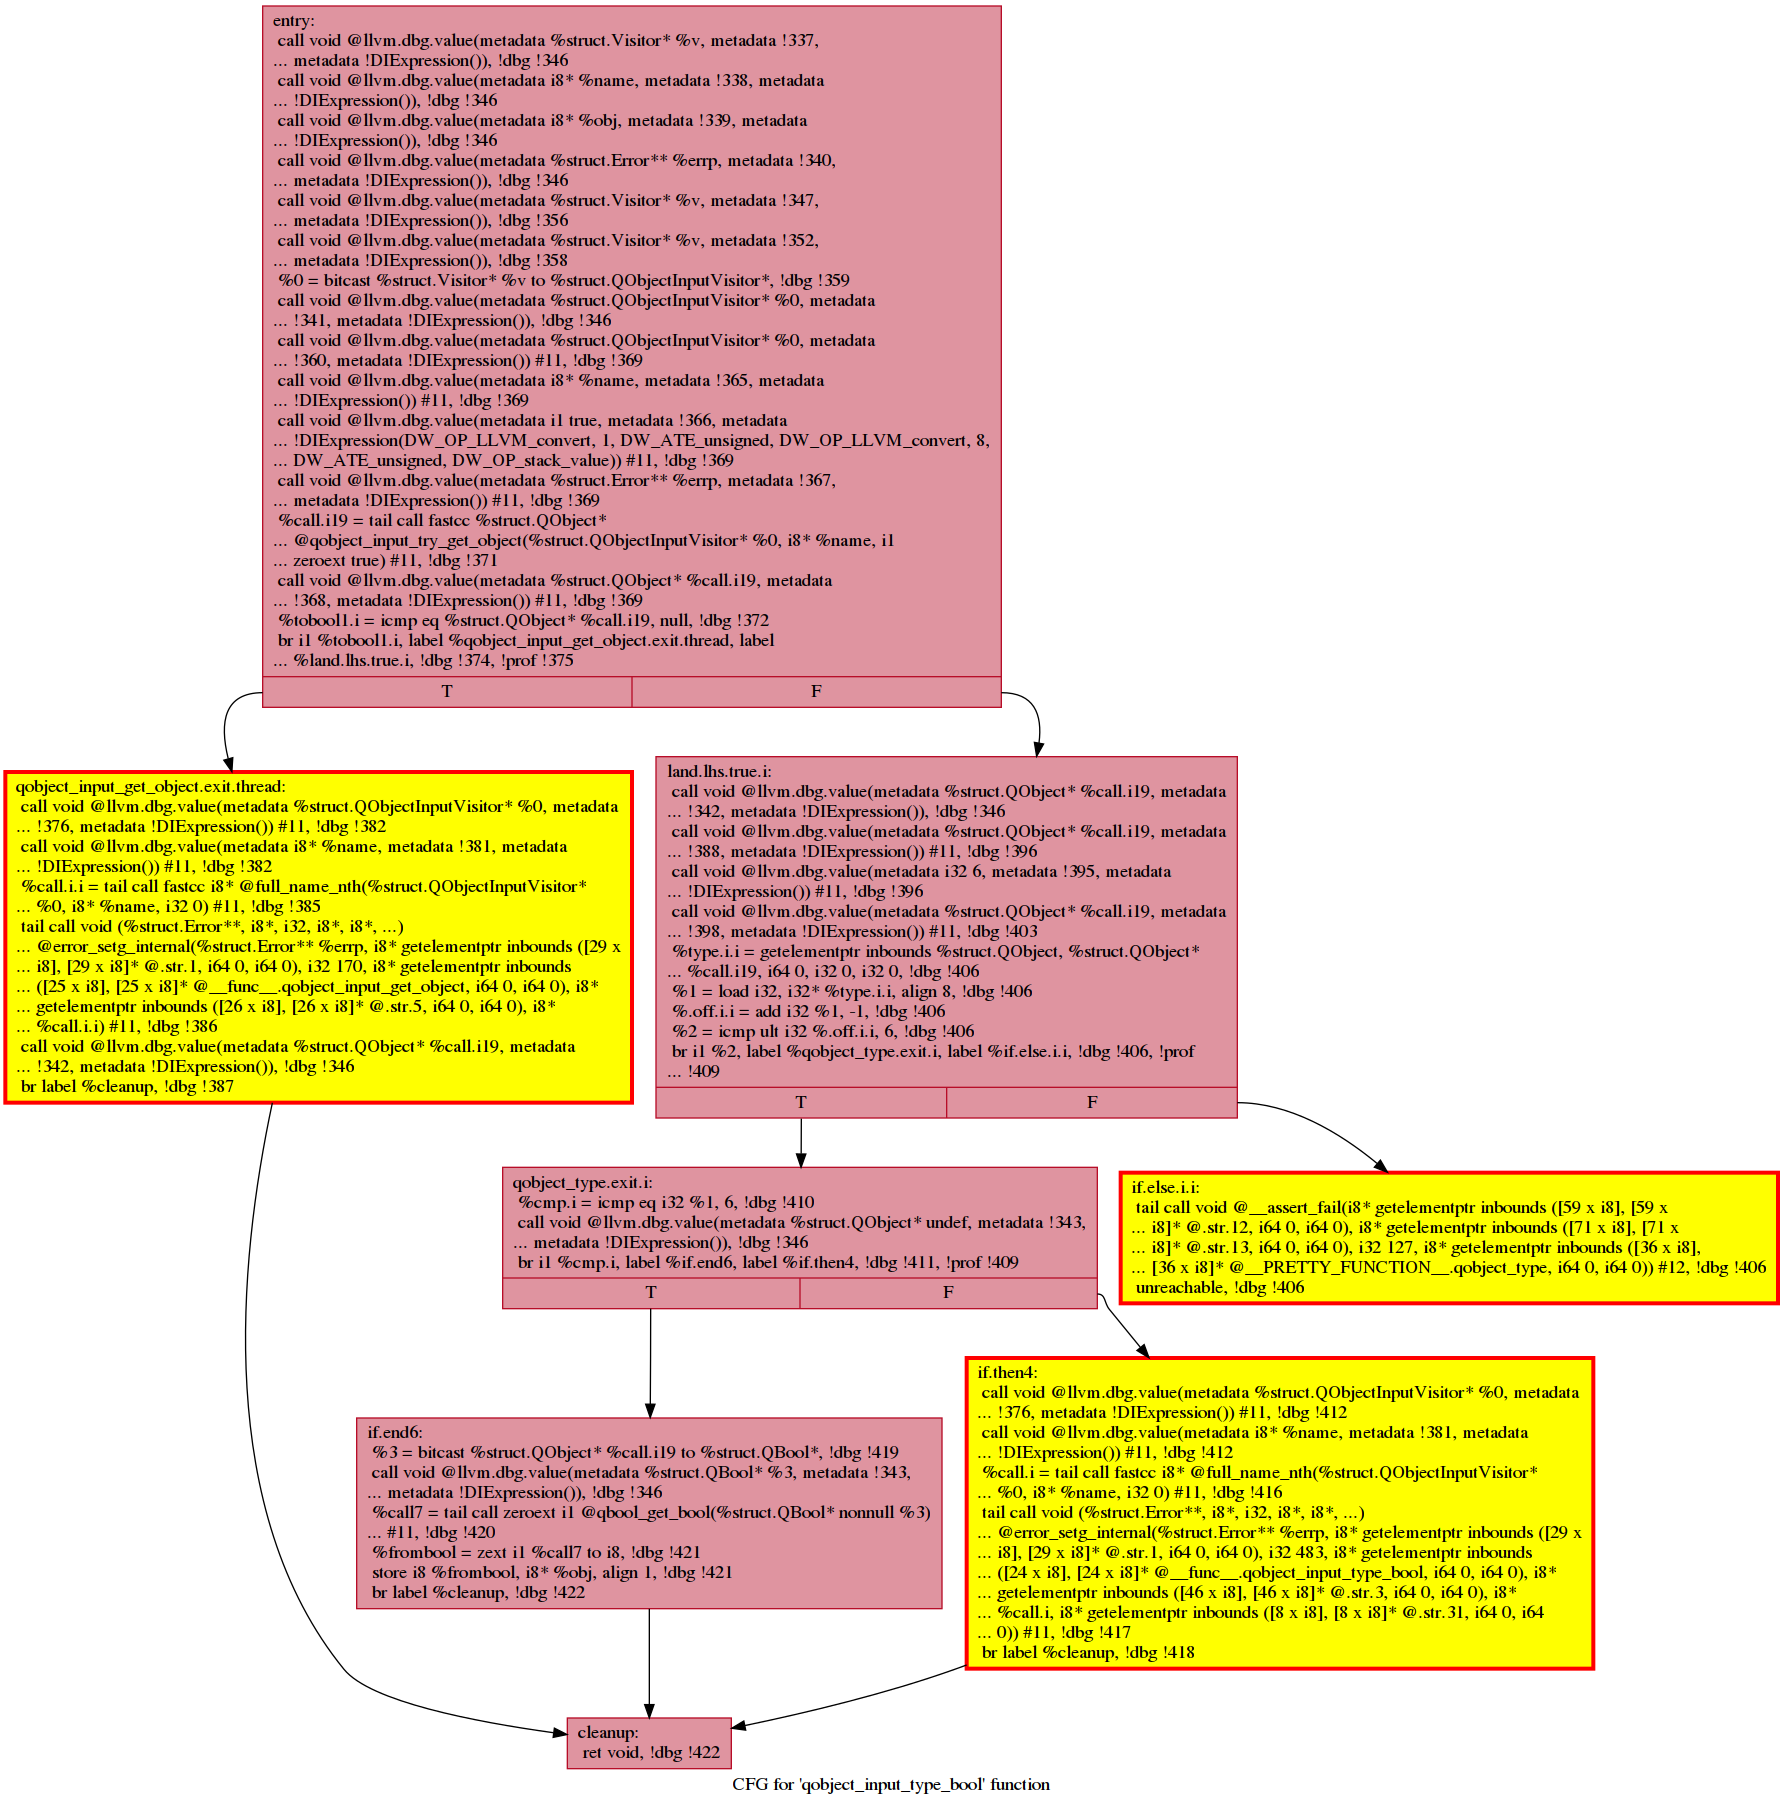 entry:
call void @llvm.dbg.value(metadata %struct.Visitor* %v, metadata !337,
... metadata !DIExpression()), !dbg !346
call void @llvm.dbg.value(metadata i8* %name, metadata !338, metadata
... !DIExpression()), !dbg !346
call void @llvm.dbg.value(metadata i8* %obj, metadata !339, metadata
... !DIExpression()), !dbg !346
call void @llvm.dbg.value(metadata %struct.Error** %errp, metadata !340,
... metadata !DIExpression()), !dbg !346
call void @llvm.dbg.value(metadata %struct.Visitor* %v, metadata !347,
... metadata !DIExpression()), !dbg !356
call void @llvm.dbg.value(metadata %struct.Visitor* %v, metadata !352,
... metadata !DIExpression()), !dbg !358
%0 = bitcast %struct.Visitor* %v to %struct.QObjectInputVisitor*, !dbg !359
call void @llvm.dbg.value(metadata %struct.QObjectInputVisitor* %0, metadata
... !341, metadata !DIExpression()), !dbg !346
call void @llvm.dbg.value(metadata %struct.QObjectInputVisitor* %0, metadata
... !360, metadata !DIExpression()) #11, !dbg !369
call void @llvm.dbg.value(metadata i8* %name, metadata !365, metadata
... !DIExpression()) #11, !dbg !369
call void @llvm.dbg.value(metadata i1 true, metadata !366, metadata
... !DIExpression(DW_OP_LLVM_convert, 1, DW_ATE_unsigned, DW_OP_LLVM_convert, 8,
... DW_ATE_unsigned, DW_OP_stack_value)) #11, !dbg !369
call void @llvm.dbg.value(metadata %struct.Error** %errp, metadata !367,
... metadata !DIExpression()) #11, !dbg !369
%call.i19 = tail call fastcc %struct.QObject*
... @qobject_input_try_get_object(%struct.QObjectInputVisitor* %0, i8* %name, i1
... zeroext true) #11, !dbg !371
call void @llvm.dbg.value(metadata %struct.QObject* %call.i19, metadata
... !368, metadata !DIExpression()) #11, !dbg !369
%tobool1.i = icmp eq %struct.QObject* %call.i19, null, !dbg !372
br i1 %tobool1.i, label %qobject_input_get_object.exit.thread, label
... %land.lhs.true.i, !dbg !374, !prof !375
T F
qobject_input_get_object.exit.thread:
call void @llvm.dbg.value(metadata %struct.QObjectInputVisitor* %0, metadata
... !376, metadata !DIExpression()) #11, !dbg !382
call void @llvm.dbg.value(metadata i8* %name, metadata !381, metadata
... !DIExpression()) #11, !dbg !382
%call.i.i = tail call fastcc i8* @full_name_nth(%struct.QObjectInputVisitor*
... %0, i8* %name, i32 0) #11, !dbg !385
tail call void (%struct.Error**, i8*, i32, i8*, i8*, ...)
... @error_setg_internal(%struct.Error** %errp, i8* getelementptr inbounds ([29 x
... i8], [29 x i8]* @.str.1, i64 0, i64 0), i32 170, i8* getelementptr inbounds
... ([25 x i8], [25 x i8]* @__func__.qobject_input_get_object, i64 0, i64 0), i8*
... getelementptr inbounds ([26 x i8], [26 x i8]* @.str.5, i64 0, i64 0), i8*
... %call.i.i) #11, !dbg !386
call void @llvm.dbg.value(metadata %struct.QObject* %call.i19, metadata
... !342, metadata !DIExpression()), !dbg !346
br label %cleanup, !dbg !387
land.lhs.true.i:
call void @llvm.dbg.value(metadata %struct.QObject* %call.i19, metadata
... !342, metadata !DIExpression()), !dbg !346
call void @llvm.dbg.value(metadata %struct.QObject* %call.i19, metadata
... !388, metadata !DIExpression()) #11, !dbg !396
call void @llvm.dbg.value(metadata i32 6, metadata !395, metadata
... !DIExpression()) #11, !dbg !396
call void @llvm.dbg.value(metadata %struct.QObject* %call.i19, metadata
... !398, metadata !DIExpression()) #11, !dbg !403
%type.i.i = getelementptr inbounds %struct.QObject, %struct.QObject*
... %call.i19, i64 0, i32 0, i32 0, !dbg !406
%1 = load i32, i32* %type.i.i, align 8, !dbg !406
%.off.i.i = add i32 %1, -1, !dbg !406
%2 = icmp ult i32 %.off.i.i, 6, !dbg !406
br i1 %2, label %qobject_type.exit.i, label %if.else.i.i, !dbg !406, !prof
... !409
T F
qobject_type.exit.i:
%cmp.i = icmp eq i32 %1, 6, !dbg !410
call void @llvm.dbg.value(metadata %struct.QObject* undef, metadata !343,
... metadata !DIExpression()), !dbg !346
br i1 %cmp.i, label %if.end6, label %if.then4, !dbg !411, !prof !409
T F
if.else.i.i:
tail call void @__assert_fail(i8* getelementptr inbounds ([59 x i8], [59 x
... i8]* @.str.12, i64 0, i64 0), i8* getelementptr inbounds ([71 x i8], [71 x
... i8]* @.str.13, i64 0, i64 0), i32 127, i8* getelementptr inbounds ([36 x i8],
... [36 x i8]* @__PRETTY_FUNCTION__.qobject_type, i64 0, i64 0)) #12, !dbg !406
unreachable, !dbg !406
if.end6:
%3 = bitcast %struct.QObject* %call.i19 to %struct.QBool*, !dbg !419
call void @llvm.dbg.value(metadata %struct.QBool* %3, metadata !343,
... metadata !DIExpression()), !dbg !346
%call7 = tail call zeroext i1 @qbool_get_bool(%struct.QBool* nonnull %3)
... #11, !dbg !420
%frombool = zext i1 %call7 to i8, !dbg !421
store i8 %frombool, i8* %obj, align 1, !dbg !421
br label %cleanup, !dbg !422
if.then4:
call void @llvm.dbg.value(metadata %struct.QObjectInputVisitor* %0, metadata
... !376, metadata !DIExpression()) #11, !dbg !412
call void @llvm.dbg.value(metadata i8* %name, metadata !381, metadata
... !DIExpression()) #11, !dbg !412
%call.i = tail call fastcc i8* @full_name_nth(%struct.QObjectInputVisitor*
... %0, i8* %name, i32 0) #11, !dbg !416
tail call void (%struct.Error**, i8*, i32, i8*, i8*, ...)
... @error_setg_internal(%struct.Error** %errp, i8* getelementptr inbounds ([29 x
... i8], [29 x i8]* @.str.1, i64 0, i64 0), i32 483, i8* getelementptr inbounds
... ([24 x i8], [24 x i8]* @__func__.qobject_input_type_bool, i64 0, i64 0), i8*
... getelementptr inbounds ([46 x i8], [46 x i8]* @.str.3, i64 0, i64 0), i8*
... %call.i, i8* getelementptr inbounds ([8 x i8], [8 x i8]* @.str.31, i64 0, i64
... 0)) #11, !dbg !417
br label %cleanup, !dbg !418
cleanup:
ret void, !dbg !422
CFG for 'qobject_input_type_bool' function